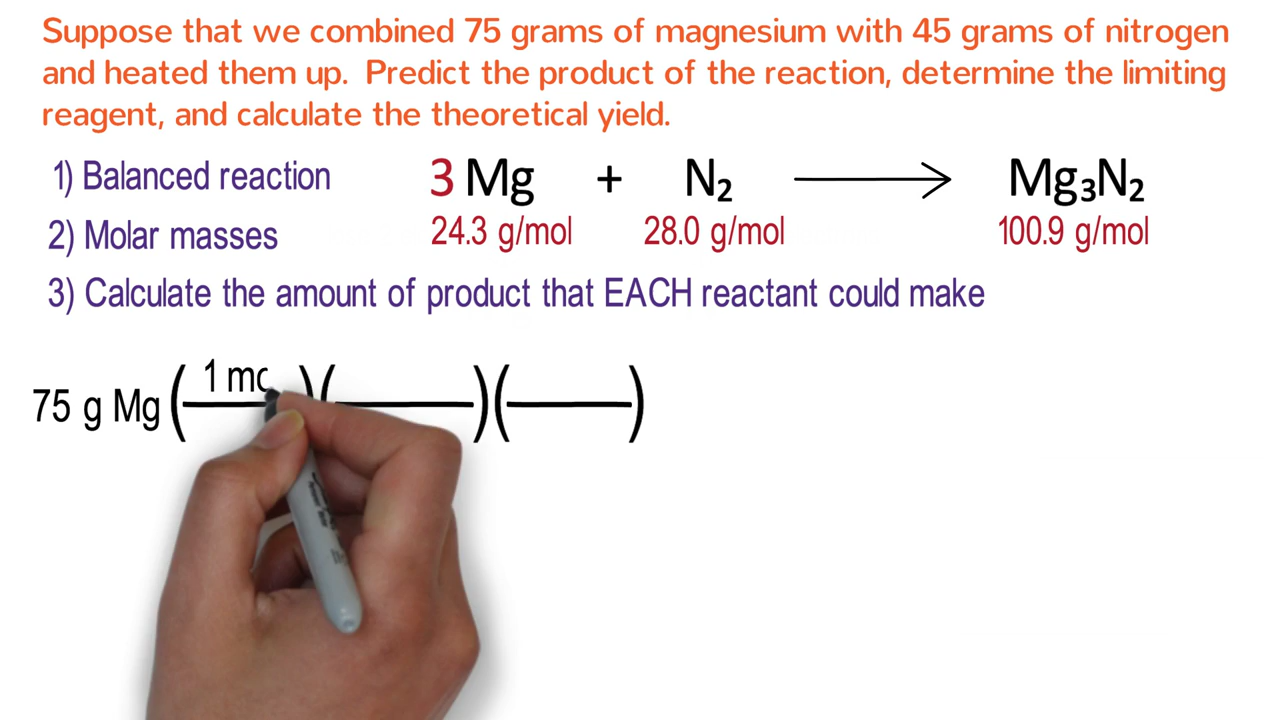 Suppose that we combined 75 grams of magnesium with 45 grams of nitrogen
and heated them up. Predict the product of the reaction, determine the limiting
reagent, and calculate the theoretical yield.
1) Balanced reaction 3 Mg + N₂ → Mg₃N₂
2) Molar masses 24.3 g/mol 28.0 g/mol 100.9 g/mol
3) Calculate the amount of product that EACH reactant could make
1 mo
75 g Mg ( )( )( )